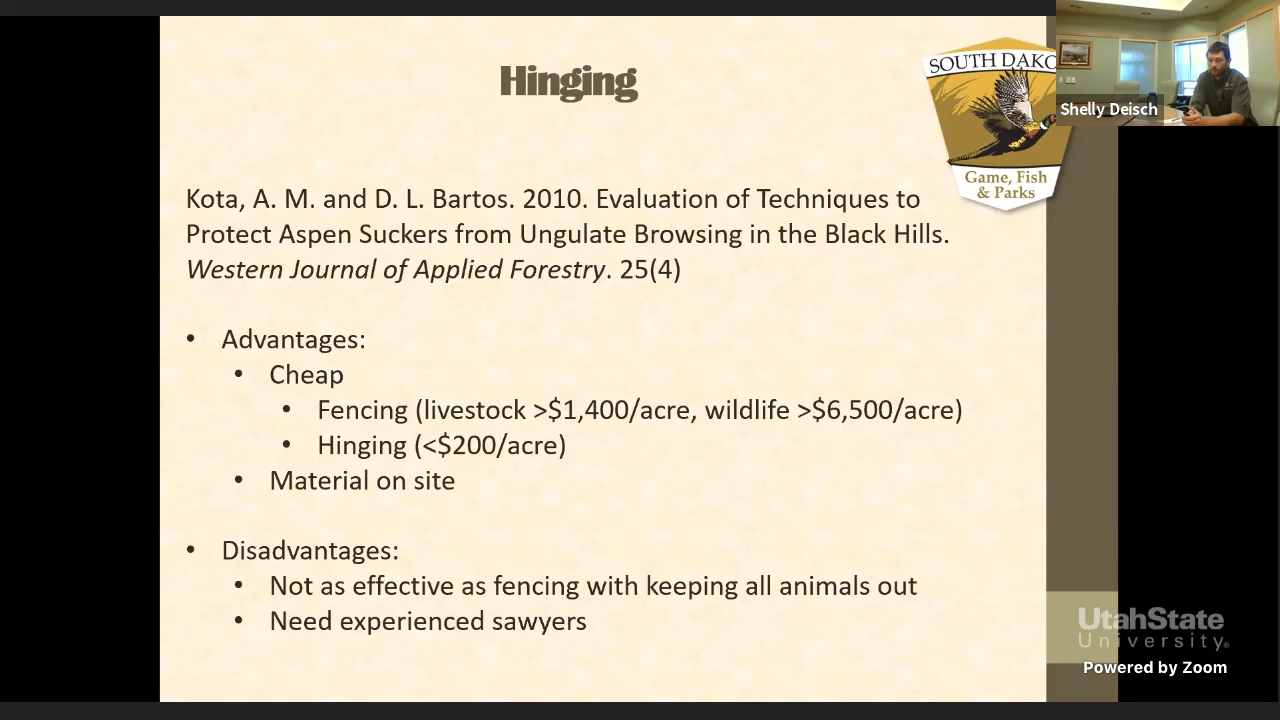 Hinging
SOUTH DAKO
Game, Fish
& Parks
Shelly Deisch
Kota, A. M. and D. L. Bartos. 2010. Evaluation of Techniques to
Protect Aspen Suckers from Ungulate Browsing in the Black Hills.
Western Journal of Applied Forestry. 25(4)
• Advantages:
• Cheap
• Fencing (livestock >$1,400/acre, wildlife >$6,500/acre)
• Hinging (<$200/acre)
• Material on site
• Disadvantages:
• Not as effective as fencing with keeping all animals out
• Need experienced sawyers
UtahState
University®
Powered by Zoom